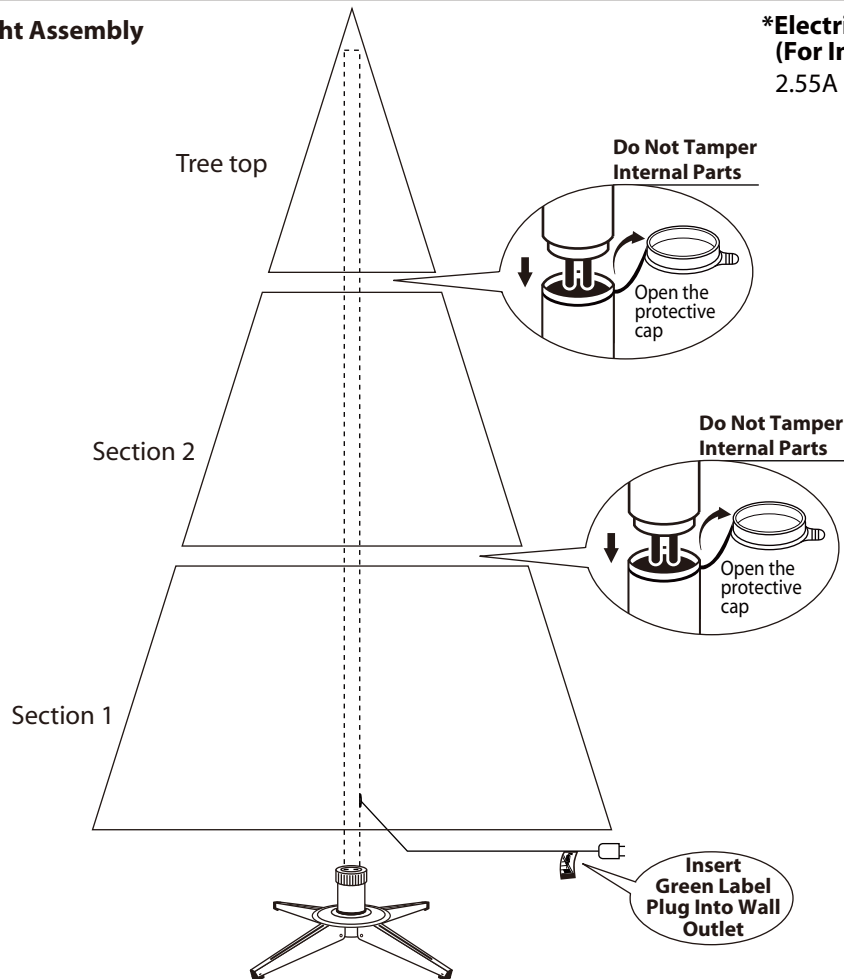 ht Assembly
*Electri
(For In
2.55A
Tree top
Do Not Tamper
Internal Parts
Open the
protective
cap
Section 2
Do Not Tamper
Internal Parts
Open the
protective
cap
Section 1
Insert
Green Label
Plug Into Wall
Outlet